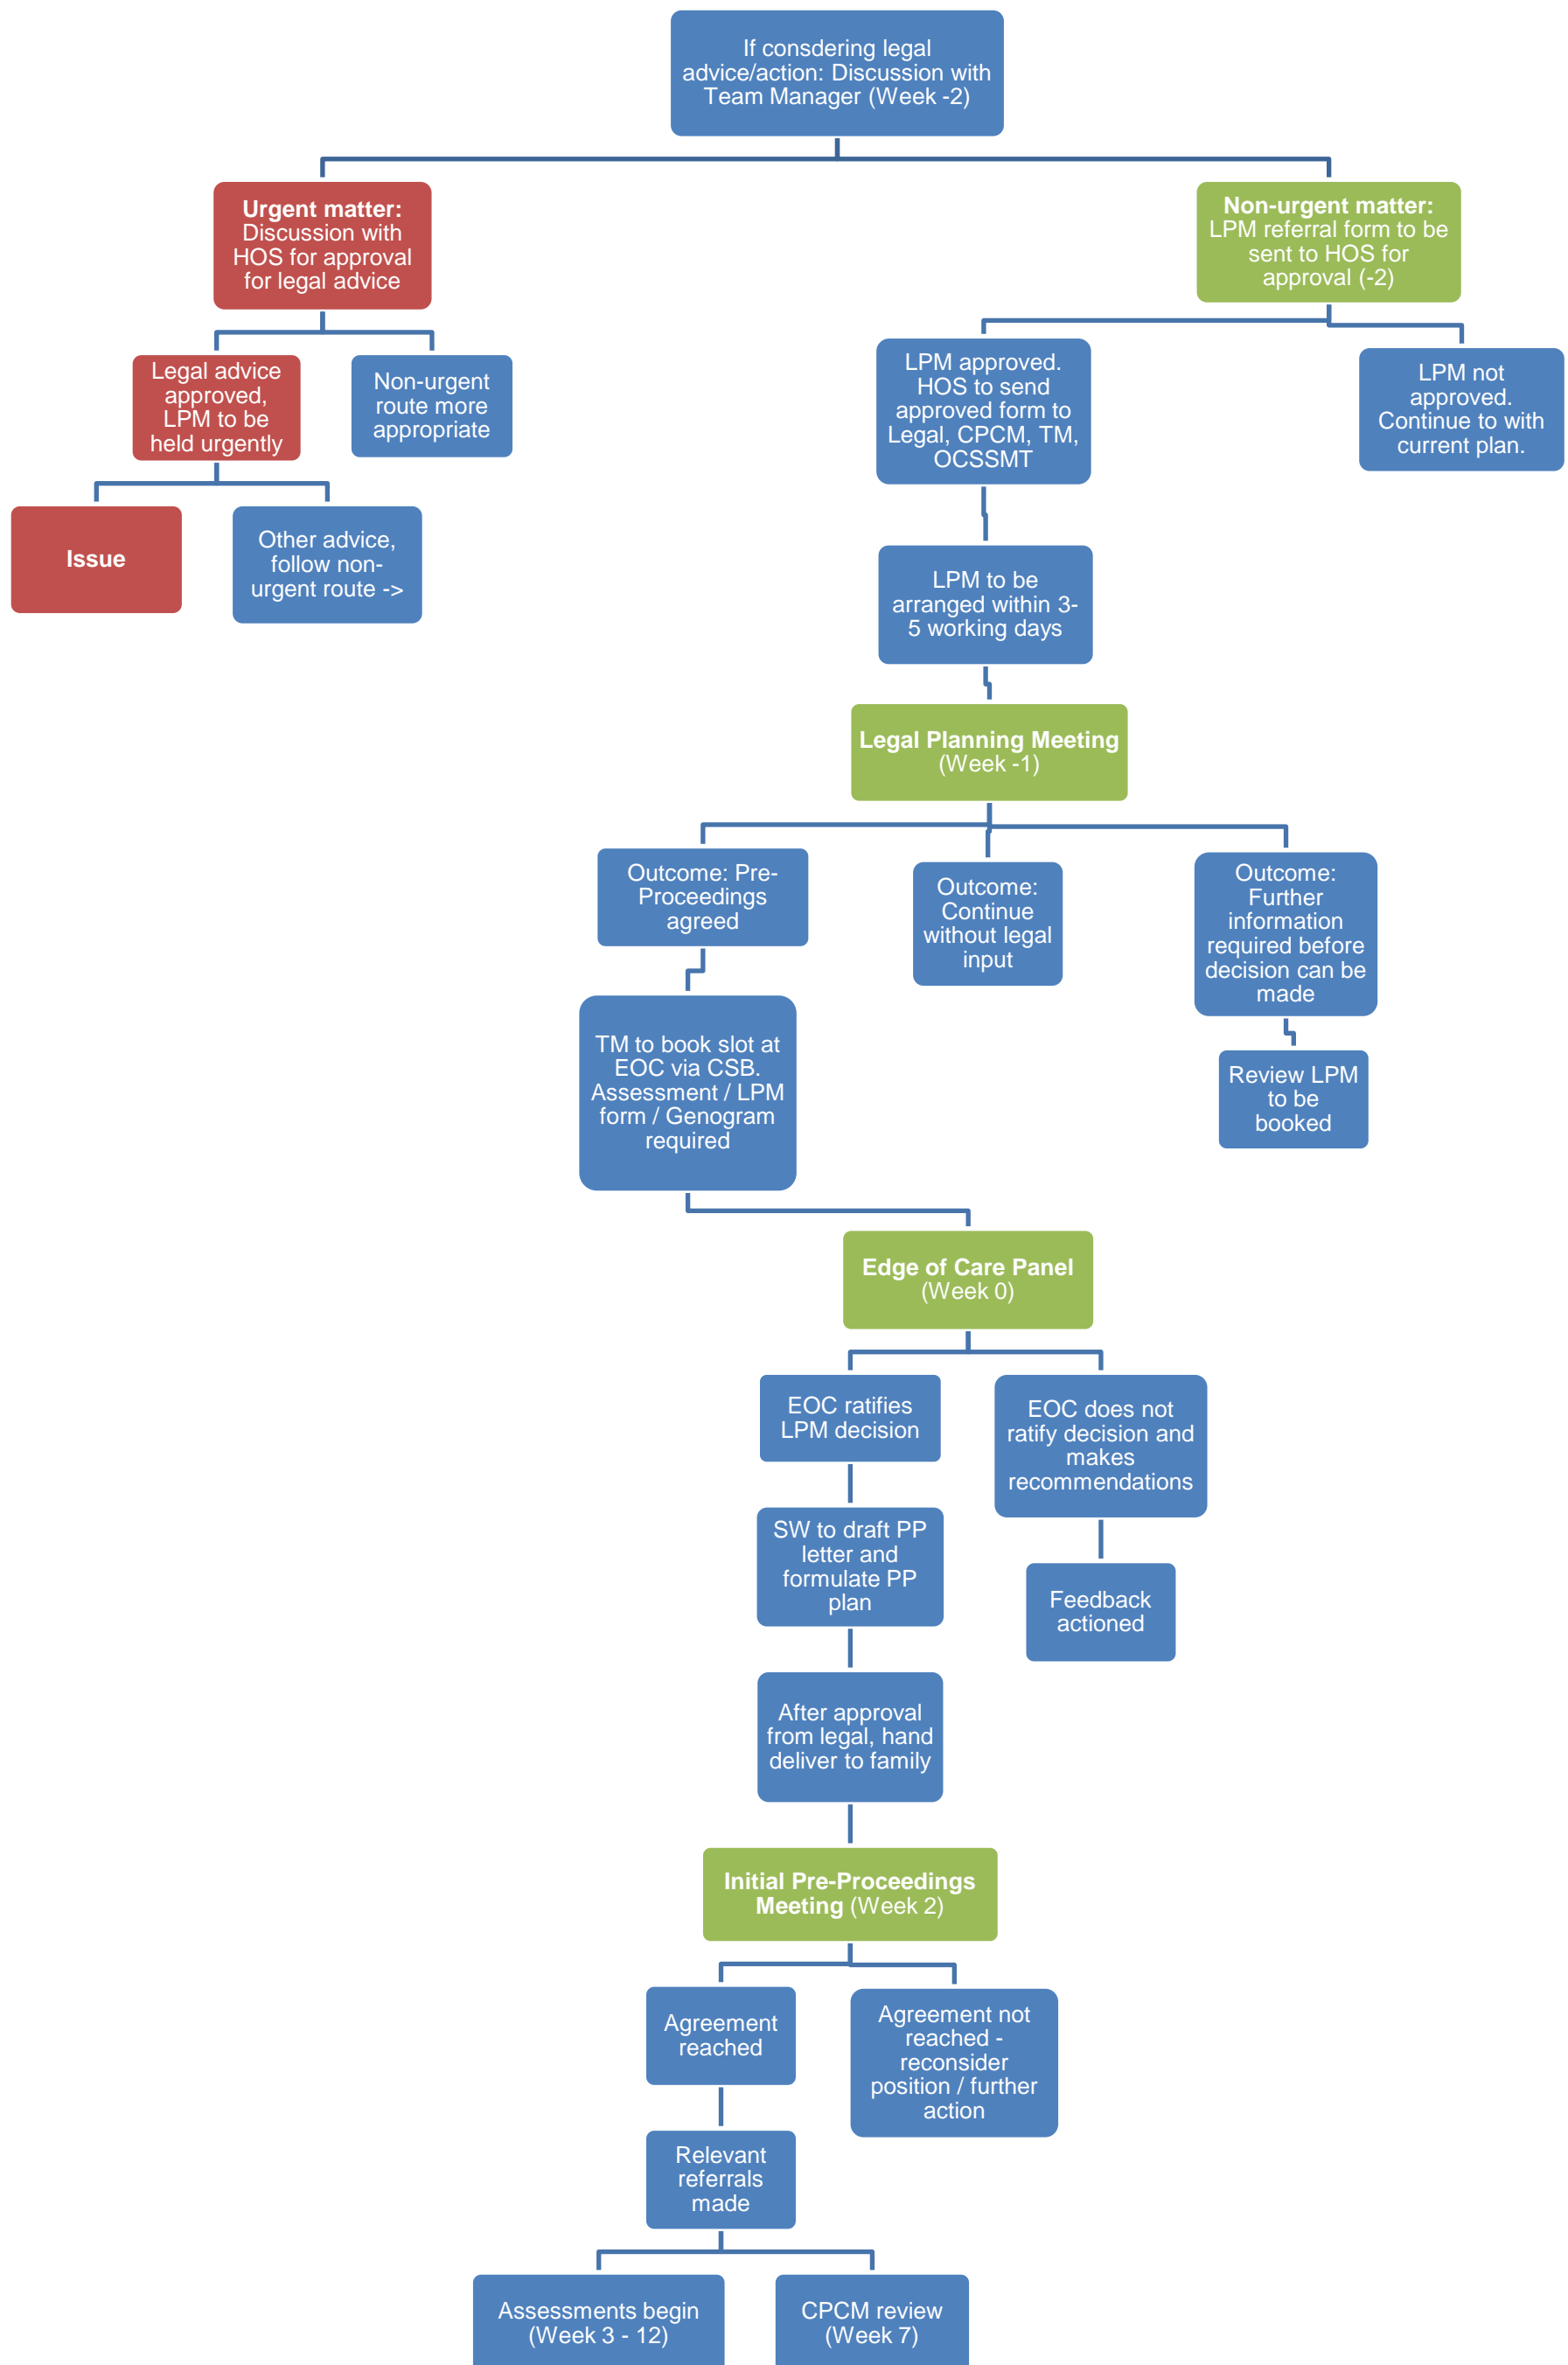 If consdering legal
advice/action: Discussion with
Team Manager (Week -2)
Urgent matter:
Discussion with
HOS for approval
for legal advice
Non-urgent matter:
LPM referral form to be
sent to HOS for
approval (-2)
Legal advice
approved,
LPM to be
held urgently
Non-urgent
route more
appropriate
LPM approved.
HOS to send
approved form to
Legal, CPCM, TM,
OCSSMT
LPM not
approved.
Continue to with
current plan.
Issue
Other advice,
follow non-
urgent route ->
LPM to be
arranged within 3-
5 working days
Legal Planning Meeting
(Week -1)
Outcome: Pre-
Proceedings
agreed
Outcome:
Continue
without legal
input
Outcome:
Further
information
required before
decision can be
made
TM to book slot at
EOC via CSB.
Assessment / LPM
form / Genogram
required
Review LPM
to be
booked
Edge of Care Panel
(Week 0)
EOC ratifies
LPM decision
EOC does not
ratify decision and
makes
recommendations
SW to draft PP
letter and
formulate PP
plan
Feedback
actioned
After approval
from legal, hand
deliver to family
Initial Pre-Proceedings
Meeting (Week 2)
Agreement
reached
Agreement not
reached -
reconsider
position / further
action
Relevant
referrals
made
Assessments begin
(Week 3 - 12)
CPCM review
(Week 7)